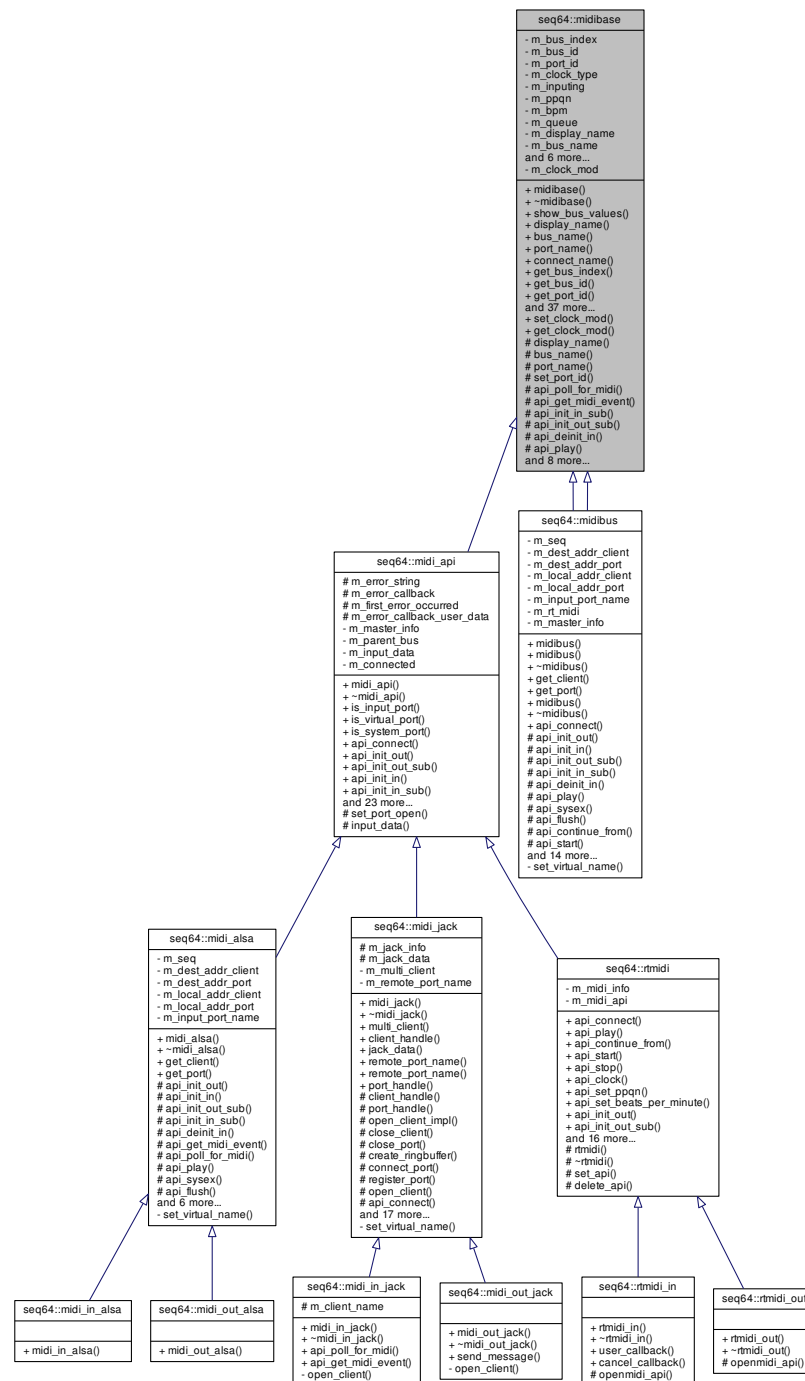 seq64::midibase
- m_bus_index
- m_bus_id
- m_port_id
- m_clock_type
- m_inputing
- m_ppqn
- m_bpm
- m_queue
- m_display_name
- m_bus_name
and 6 more...
- m_clock_mod
+ midibase()
+ ~midibase()
+ show_bus_values()
+ display_name()
+ bus_name()
+ port_name()
+ connect_name()
+ get_bus_index()
+ get_bus_id()
+ get_port_id()
and 37 more...
+ set_clock_mod()
+ get_clock_mod()
# display_name()
# bus_name()
# port_name()
# set_port_id()
# api_poll_for_midi()
# api_get_midi_event()
# api_init_in_sub()
# api_init_out_sub()
# api_deinit_in()
# api_play()
and 8 more...
seq64::midibus
- m_seq
- m_dest_addr_client
- m_dest_addr_port
- m_local_addr_client
- m_local_addr_port
- m_input_port_name
- m_rt_midi
- m_master_info
+ midibus()
+ midibus()
+ ~midibus()
+ get_client()
+ get_port()
+ midibus()
+ ~midibus()
+ api_connect()
# api_init_out()
# api_init_in()
# api_init_out_sub()
# api_init_in_sub()
# api_deinit_in()
# api_play()
# api_sysex()
# api_flush()
# api_continue_from()
# api_start()
and 14 more...
- set_virtual_name()
seq64::midi_api
# m_error_string
# m_error_callback
# m_first_error_occurred
# m_error_callback_user_data
- m_master_info
- m_parent_bus
- m_input_data
- m_connected
+ midi_api()
+ ~midi_api()
+ is_input_port()
+ is_virtual_port()
+ is_system_port()
+ api_connect()
+ api_init_out()
+ api_init_out_sub()
+ api_init_in()
+ api_init_in_sub()
and 23 more...
# set_port_open()
# input_data()
seq64::midi_alsa
- m_seq
- m_dest_addr_client
- m_dest_addr_port
- m_local_addr_client
- m_local_addr_port
- m_input_port_name
+ midi_alsa()
+ ~midi_alsa()
+ get_client()
+ get_port()
# api_init_out()
# api_init_in()
# api_init_out_sub()
# api_init_in_sub()
# api_deinit_in()
# api_get_midi_event()
# api_poll_for_midi()
# api_play()
# api_sysex()
# api_flush()
and 6 more...
- set_virtual_name()
seq64::midi_jack
# m_jack_info
# m_jack_data
- m_multi_client
- m_remote_port_name
+ midi_jack()
+ ~midi_jack()
+ multi_client()
+ client_handle()
+ jack_data()
+ remote_port_name()
+ remote_port_name()
+ port_handle()
# client_handle()
# port_handle()
# open_client_impl()
# close_client()
# close_port()
# create_ringbuffer()
# connect_port()
# register_port()
# open_client()
# api_connect()
and 17 more...
- set_virtual_name()
seq64::rtmidi
- m_midi_info
- m_midi_api
+ api_connect()
+ api_play()
+ api_continue_from()
+ api_start()
+ api_stop()
+ api_clock()
+ api_set_ppqn()
+ api_set_beats_per_minute()
+ api_init_out()
+ api_init_out_sub()
and 16 more...
# rtmidi()
# ~rtmidi()
# set_api()
# delete_api()
seq64::midi_in_alsa
+ midi_in_alsa()
seq64::midi_out_alsa
+ midi_out_alsa()
seq64::midi_in_jack
# m_client_name
+ midi_in_jack()
+ ~midi_in_jack()
+ api_poll_for_midi()
+ api_get_midi_event()
- open_client()
seq64::midi_out_jack
+ midi_out_jack()
+ ~midi_out_jack()
+ send_message()
- open_client()
seq64::rtmidi_in
+ rtmidi_in()
+ ~rtmidi_in()
+ user_callback()
+ cancel_callback()
# openmidi_api()
seq64::rtmidi_out
+ rtmidi_out()
+ ~rtmidi_out()
# openmidi_api()